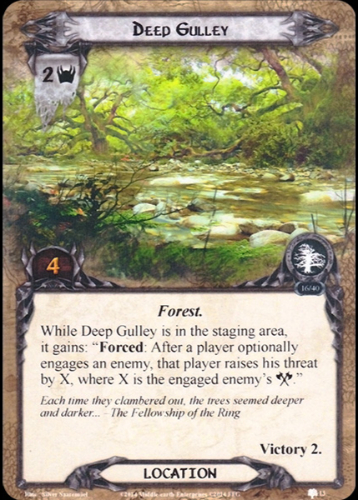 DEEP GULLEY
2
4
16/40
Forest.
While Deep Gulley is in the staging area,
it gains: “Forced: After a player optionally
engages an enemy, that player raises his threat
by X, where X is the engaged enemy’s .”
Each time they clambered out, the trees seemed deeper
and darker... - The Fellowship of the Ring
Victory 2.
LOCATION